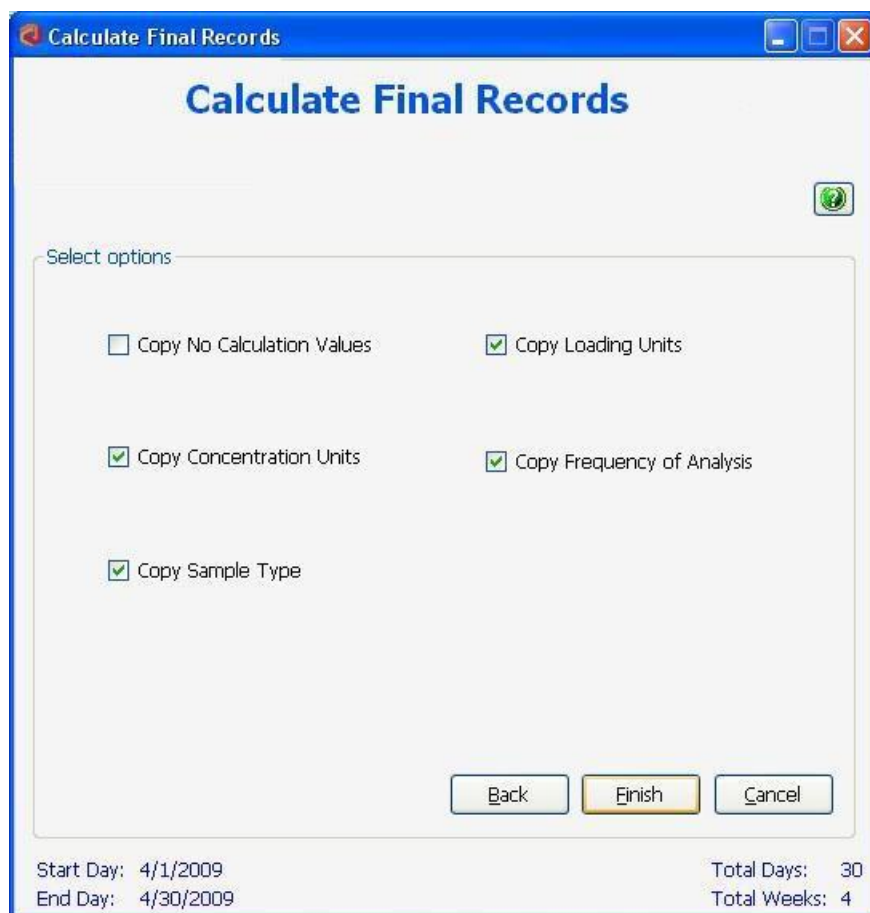 Calculate Final Records
Calculate Final Records
Select options
Copy No Calculation Values
Copy Loading Units
Copy Concentration Units
Copy Frequency of Analysis
Copy Sample Type
Back Finish Cancel
Start Day: 4/1/2009 Total Days: 30
End Day: 4/30/2009 Total Weeks: 4